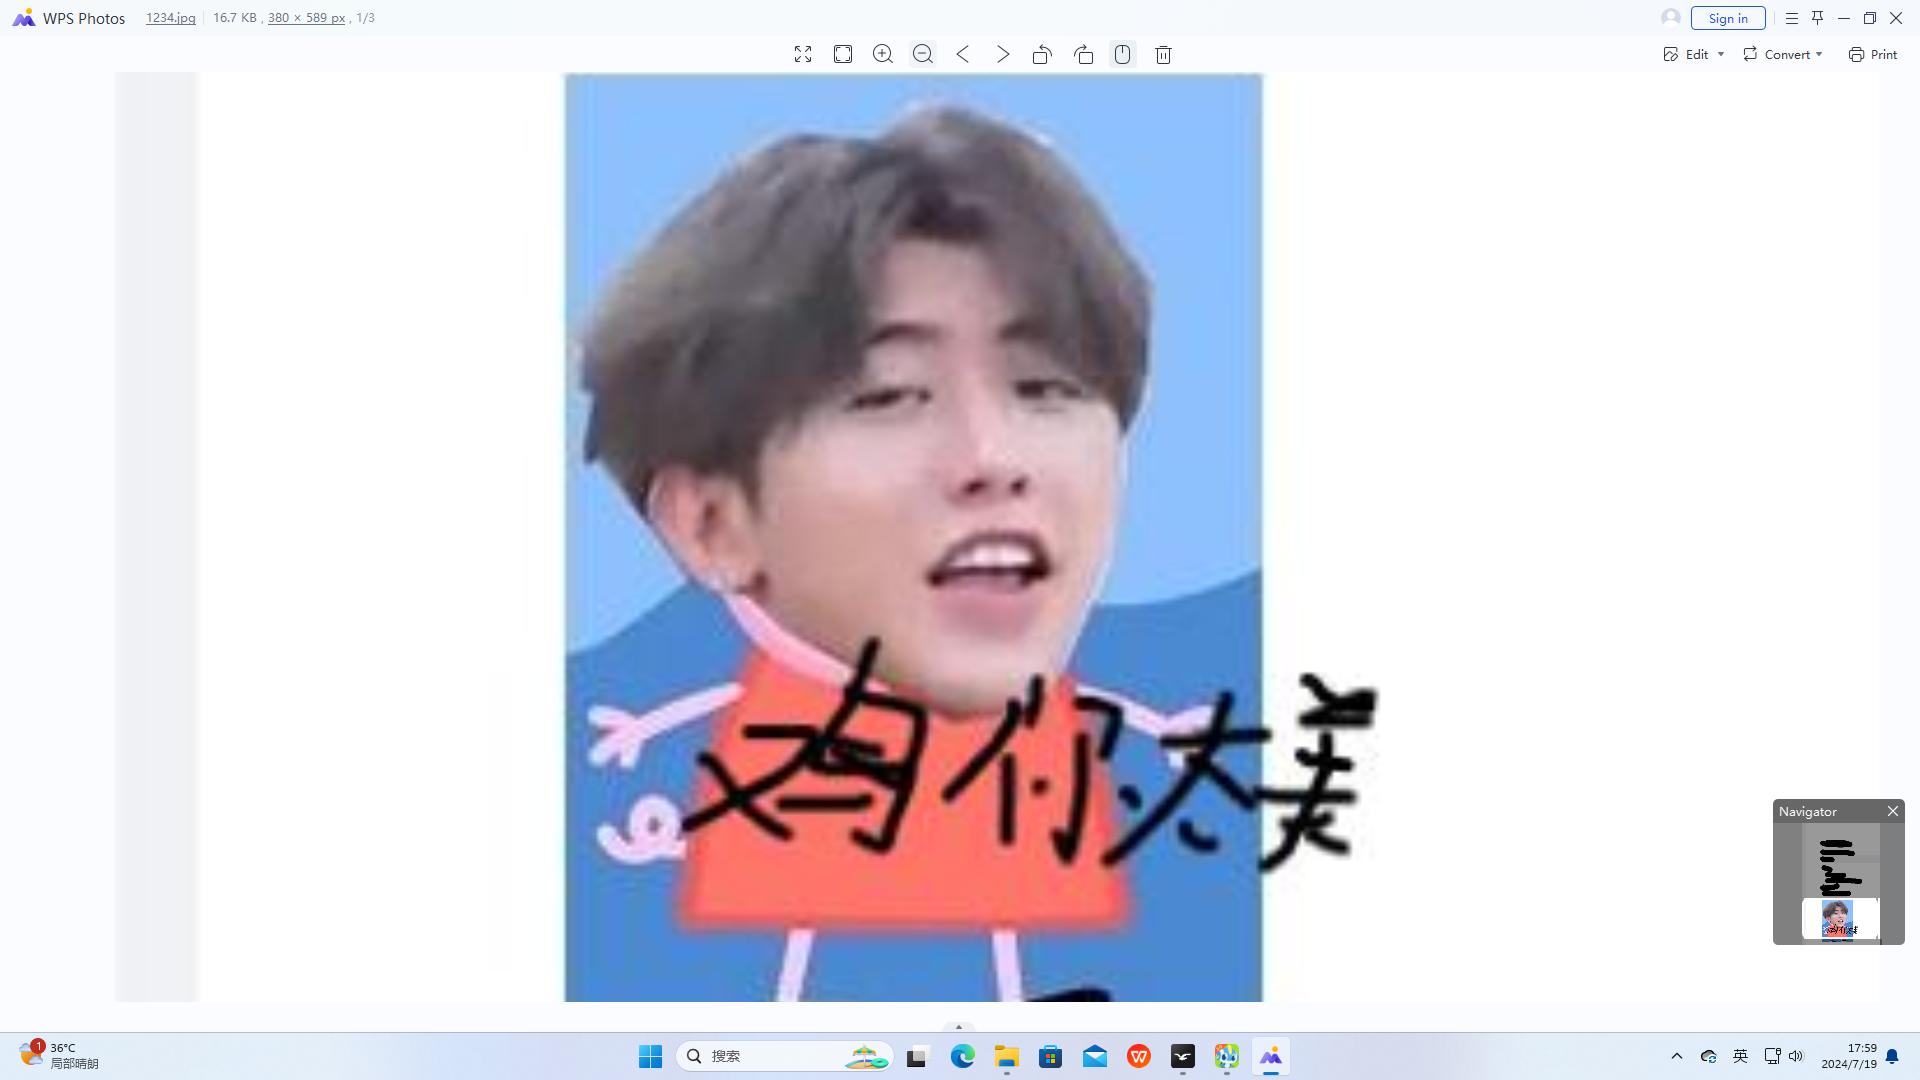 WPS Photos 1234.jpg 16.7 KB , 380 × 589 px , 1/3 Sign in
Edit Convert Print
鸡你太美
Navigator
1 36°C 搜索 英 17:59
局部晴朗 2024/7/19